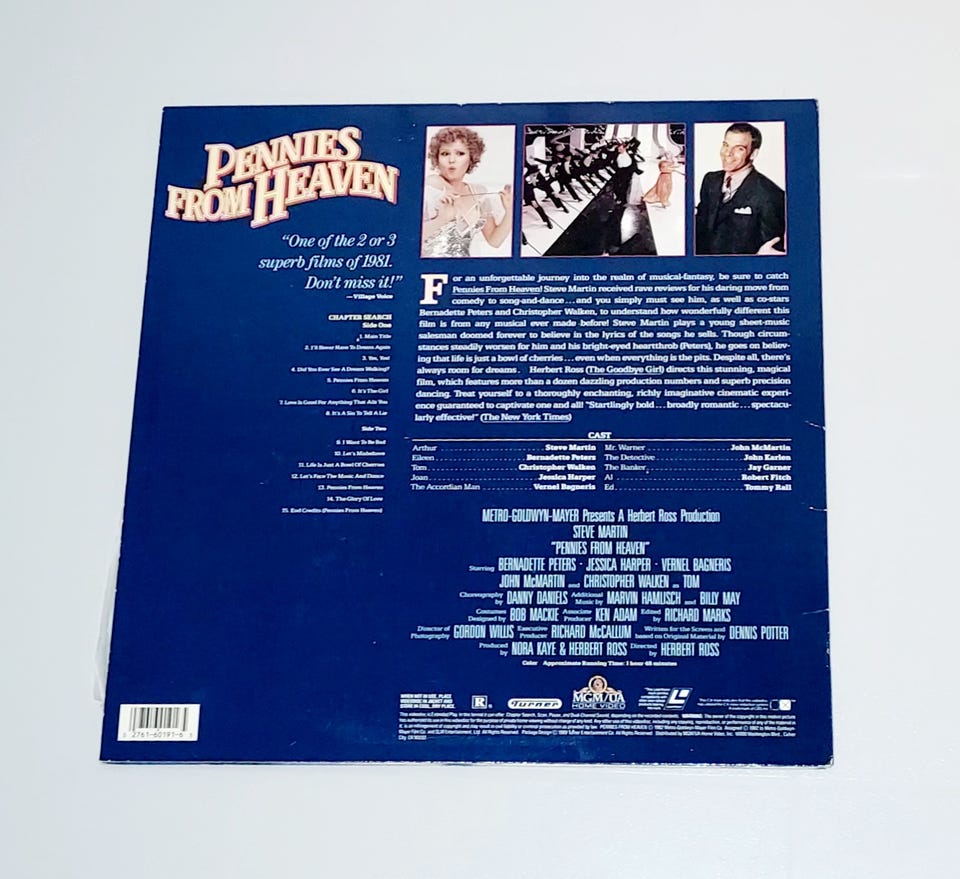 PENNIES
FROM HEAVEN
"One of the 2 or 3
superb films of 1981.
Don't miss it!"
— Village Voice
CHAPTER SEARCH
Side One
1. Main Title
2. I'll Never Have To Dream Again
3. Yes, Yes!
4. Did You Ever See A Dream Walking?
5. Pennies From Heaven
6. It's The Girl
7. Love Is Good For Anything That Ails You
8. It's A Sin To Tell A Lie
Side Two
9. I Want To Be Bad
10. Let's Misbehave
11. Life Is Just A Bowl Of Cherries
12. Let's Face The Music And Dance
13. Pennies From Heaven
14. The Glory Of Love
15. End Credits (Pennies From Heaven)
For an unforgettable journey into the realm of musical-fantasy, be sure to catch
Pennies From Heaven! Steve Martin received rave reviews for his daring move from
comedy to song-and-dance...and you simply must see him, as well as co-stars
Bernadette Peters and Christopher Walken, to understand how wonderfully different this
film is from any musical ever made before! Steve Martin plays a young sheet-music
salesman doomed forever to believe in the lyrics of the songs he sells. Though circum-
stances steadily worsen for him and his bright-eyed heartthrob (Peters), he goes on believ-
ing that life is just a bowl of cherries...even when everything is the pits. Despite all, there's
always room for dreams. Herbert Ross (The Goodbye Girl) directs this stunning, magical
film, which features more than a dozen dazzling production numbers and superb precision
dancing. Treat yourself to a thoroughly enchanting, richly imaginative cinematic experi-
ence guaranteed to captivate one and all! "Startlingly bold...broadly romantic...spectacu-
larly effective!" (The New York Times)
CAST
Arthur Steve Martin Mr. Warner John McMartin
Eileen Bernadette Peters The Detective John Karlen
Tom Christopher Walken The Banker Jay Garner
Joan Jessica Harper Al Robert Fitch
The Accordian Man Vernel Bagneris Ed Tommy Rall
METRO-GOLDWYN-MAYER Presents A Herbert Ross Production
STEVE MARTIN
"PENNIES FROM HEAVEN"
Starring BERNADETTE PETERS · JESSICA HARPER · VERNEL BAGNERIS
JOHN McMARTIN and CHRISTOPHER WALKEN as TOM
Choreography by DANNY DANIELS Additional Music by MARVIN HAMLISCH and BILLY MAY
Costumes Designed by BOB MACKIE Associate Producer KEN ADAM Edited by RICHARD MARKS
Director of Photography GORDON WILLIS Executive Producer RICHARD McCALLUM Written for the Screen and based on Original Material by DENNIS POTTER
Produced by NORA KAYE & HERBERT ROSS Directed by HERBERT ROSS
Color Approximate Running Time: 1 hour 48 minutes
WHEN NOT IN USE, PLACE
VIDEODISC IN JACKET AND
STORE IN COOL, DRY PLACE.
R
Turner
MGM/UA
HOME VIDEO
2761-60191-6